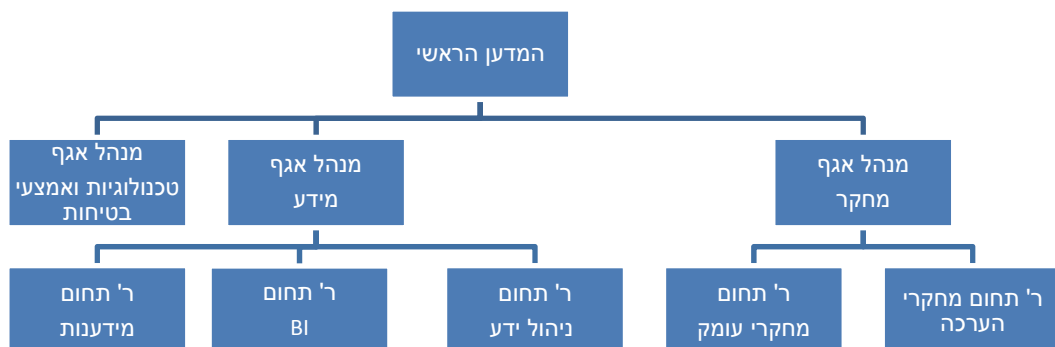 המדען הראשי
מנהל אגף
מחקר
מנהל אגף
מידע
מנהל אגף
טכנולוגיות ואמצעי
בטיחות
ר' תחום מחקרי
הערכה
ר' תחום
מחקרי עומק
ר' תחום
ניהול ידע
ר' תחום
BI
ר' תחום
מידענות